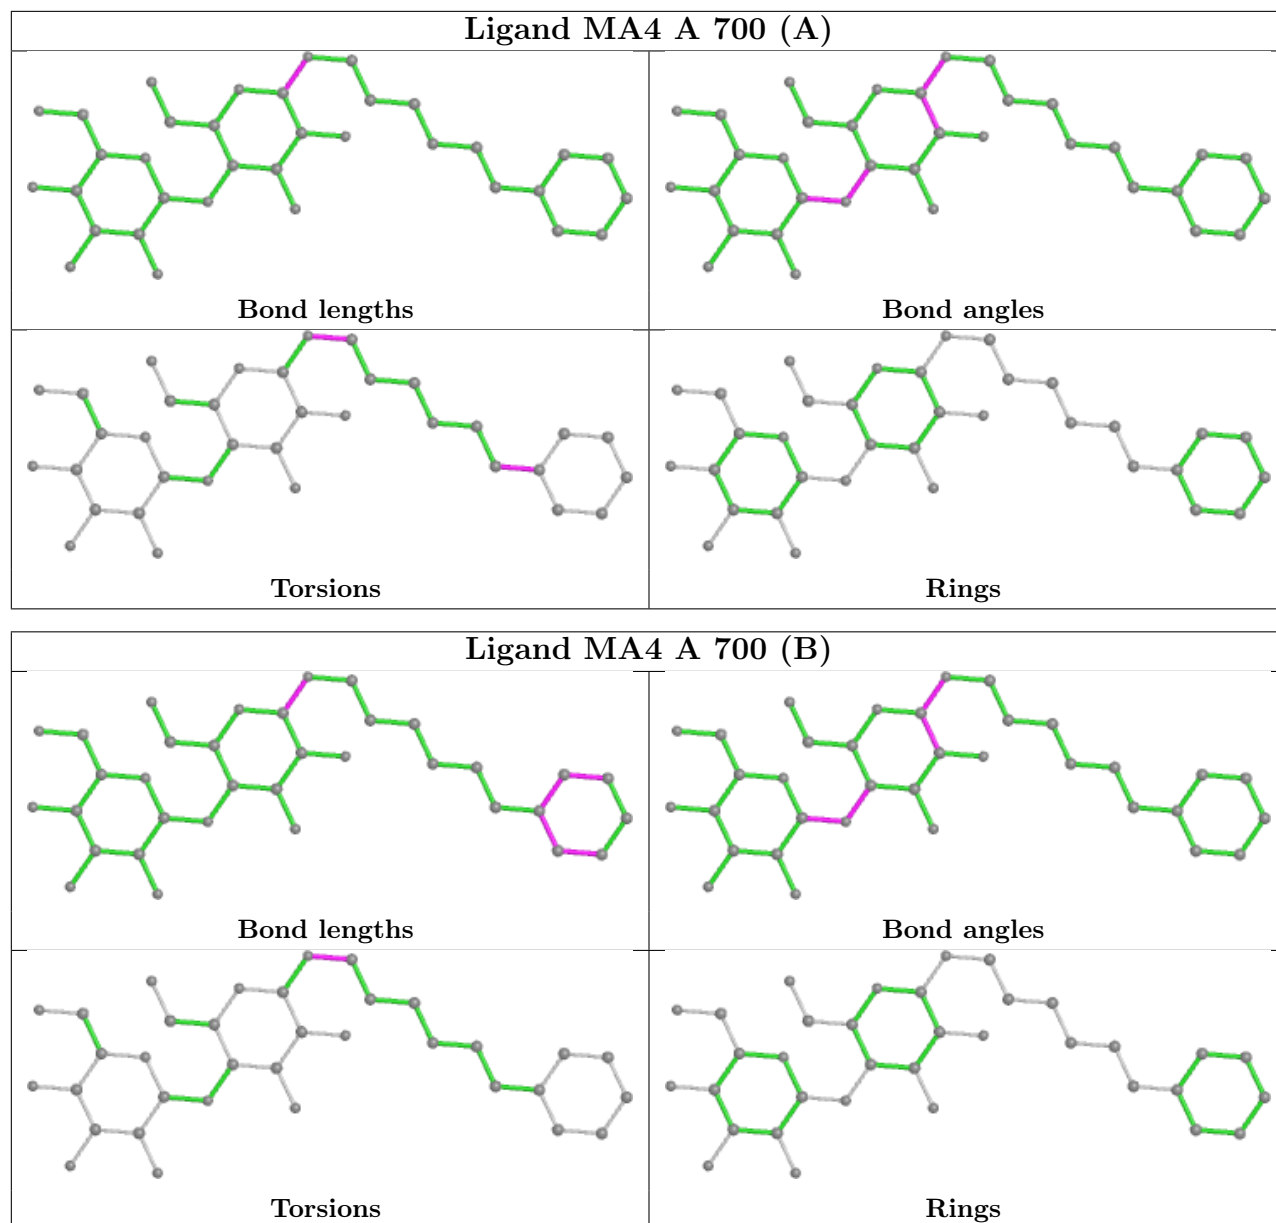 Ligand MA4 A 700 (A)
Bond lengths
Bond angles
Torsions
Rings
Ligand MA4 A 700 (B)
Bond lengths
Bond angles
Torsions
Rings